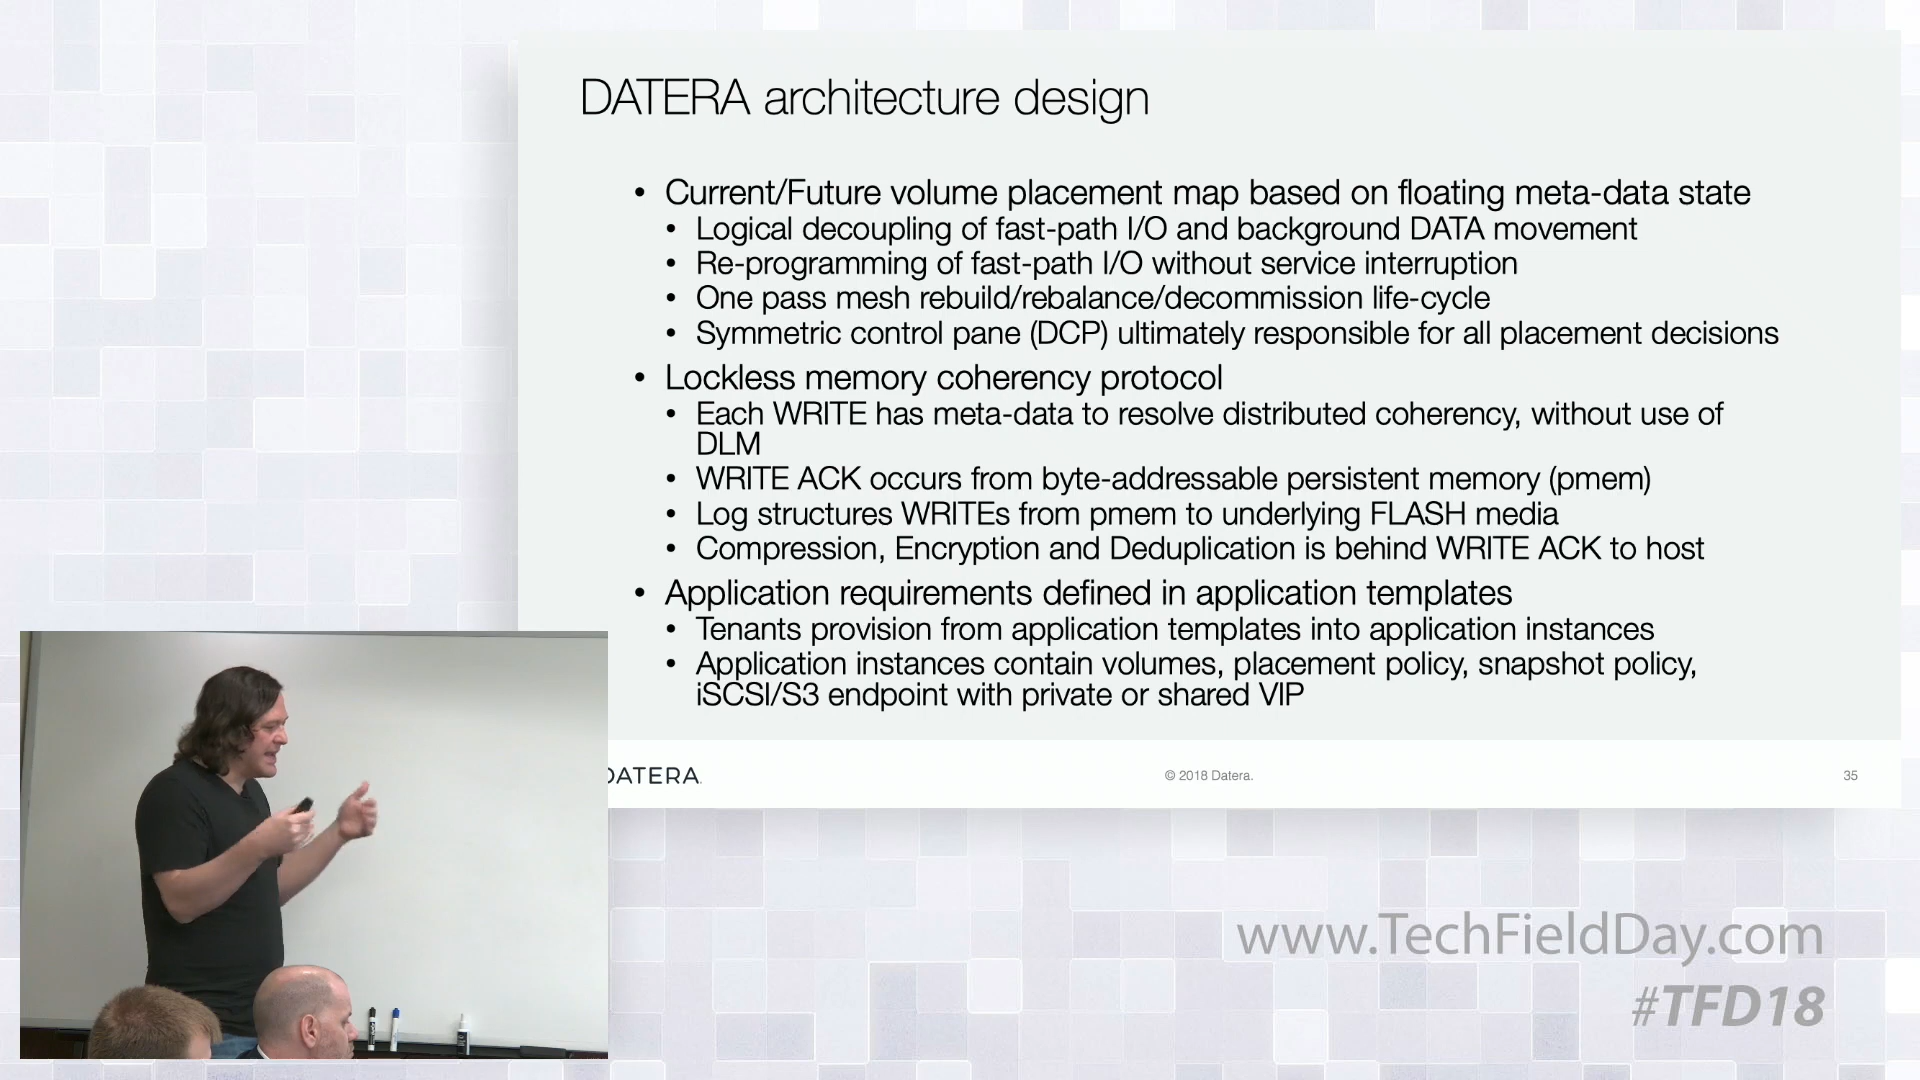 DATERA architecture design
• Current/Future volume placement map based on floating meta-data state
• Logical decoupling of fast-path I/O and background DATA movement
• Re-programming of fast-path I/O without service interruption
• One pass mesh rebuild/rebalance/decommission life-cycle
• Symmetric control pane (DCP) ultimately responsible for all placement decisions
• Lockless memory coherency protocol
• Each WRITE has meta-data to resolve distributed coherency, without use of
DLM
• WRITE ACK occurs from byte-addressable persistent memory (pmem)
• Log structures WRITEs from pmem to underlying FLASH media
• Compression, Encryption and Deduplication is behind WRITE ACK to host
• Application requirements defined in application templates
• Tenants provision from application templates into application instances
• Application instances contain volumes, placement policy, snapshot policy,
iSCSI/S3 endpoint with private or shared VIP
DATERA.
© 2018 Datera.
35
www.TechFieldDay.com
#TFD18